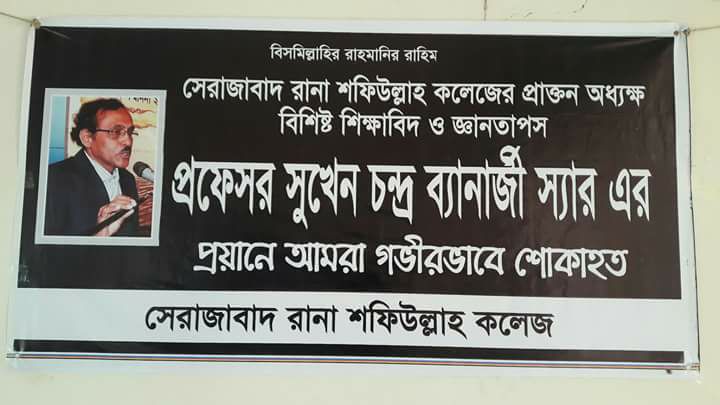 বিসমিল্লাহির রাহমানির রাহিম
সেরাজাবাদ রানা শফিউল্লাহ কলেজের প্রাক্তন অধ্যক্ষ
বিশিষ্ট শিক্ষাবিদ ও জ্ঞানতাপস
প্রফেসর সুখেন চন্দ্র ব্যানার্জী স্যার এর
প্রয়ানে আমরা গভীরভাবে শোকাহত
সেরাজাবাদ রানা শফিউল্লাহ কলেজ